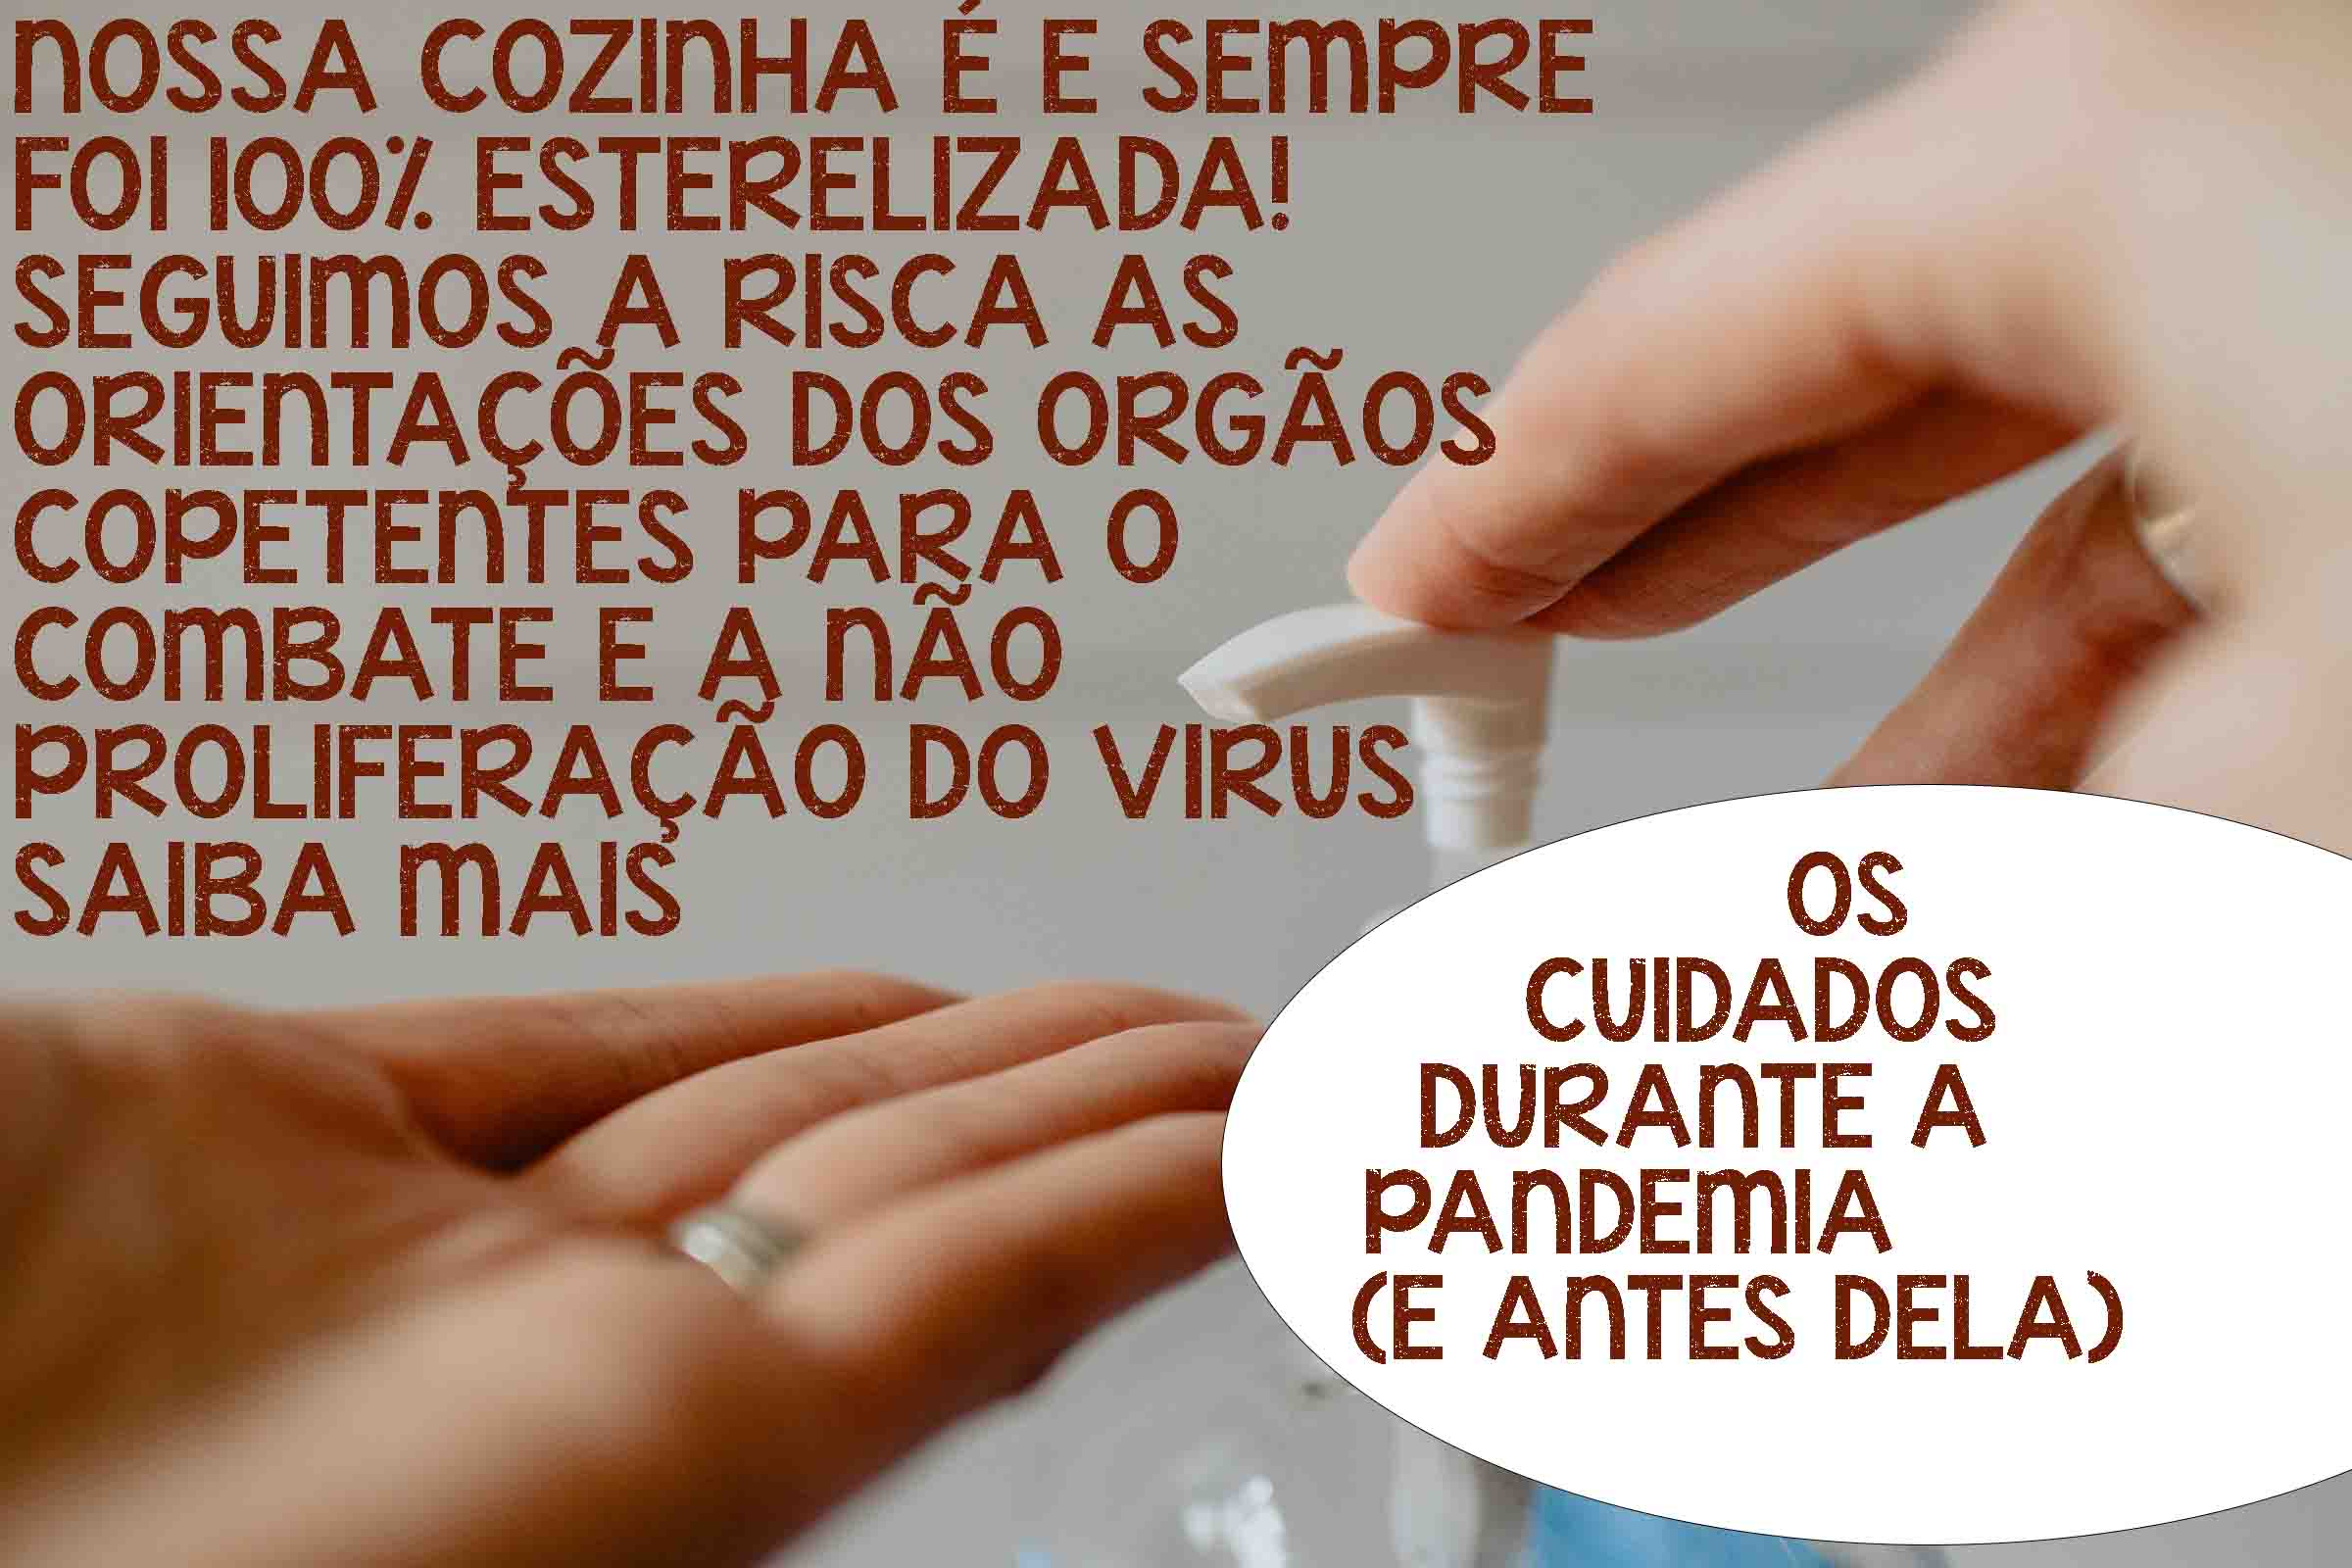 NOSSA COZINHA É E SEMPRE
FOI 100% ESTERELIZADA!
SEGUIMOS A RISCA AS
ORIENTAÇÕES DOS ORGÃOS
COPETENTES PARA O
COMBATE E A NÃO
PROLIFERAÇÃO DO VIRUS
SAIBA MAIS
OS
CUIDADOS
DURANTE A
PANDEMIA
(E ANTES DELA)